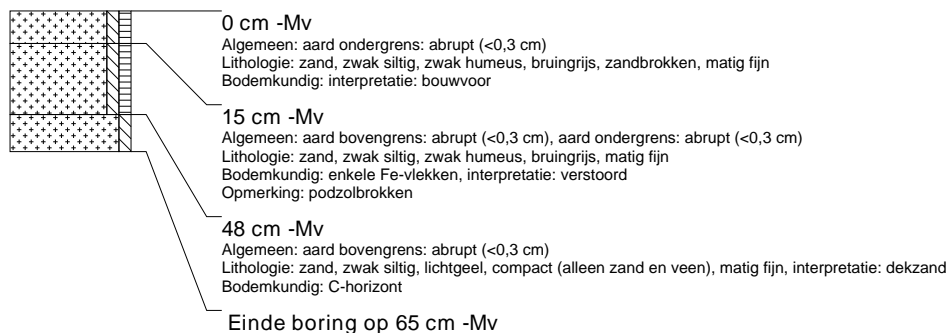 0 cm -Mv
Algemeen: aard ondergrens: abrupt (<0,3 cm)
Lithologie: zand, zwak siltig, zwak humeus, bruingrijs, zandbrokken, matig fijn
Bodemkundig: interpretatie: bouwvoor
15 cm -Mv
Algemeen: aard bovengrens: abrupt (<0,3 cm), aard ondergrens: abrupt (<0,3 cm)
Lithologie: zand, zwak siltig, zwak humeus, bruingrijs, matig fijn
Bodemkundig: enkele Fe-vlekken, interpretatie: verstoord
Opmerking: podzolbrokken
48 cm -Mv
Algemeen: aard bovengrens: abrupt (<0,3 cm)
Lithologie: zand, zwak siltig, lichtgeel, compact (alleen zand en veen), matig fijn, interpretatie: dekzand
Bodemkundig: C-horizont
Einde boring op 65 cm -Mv